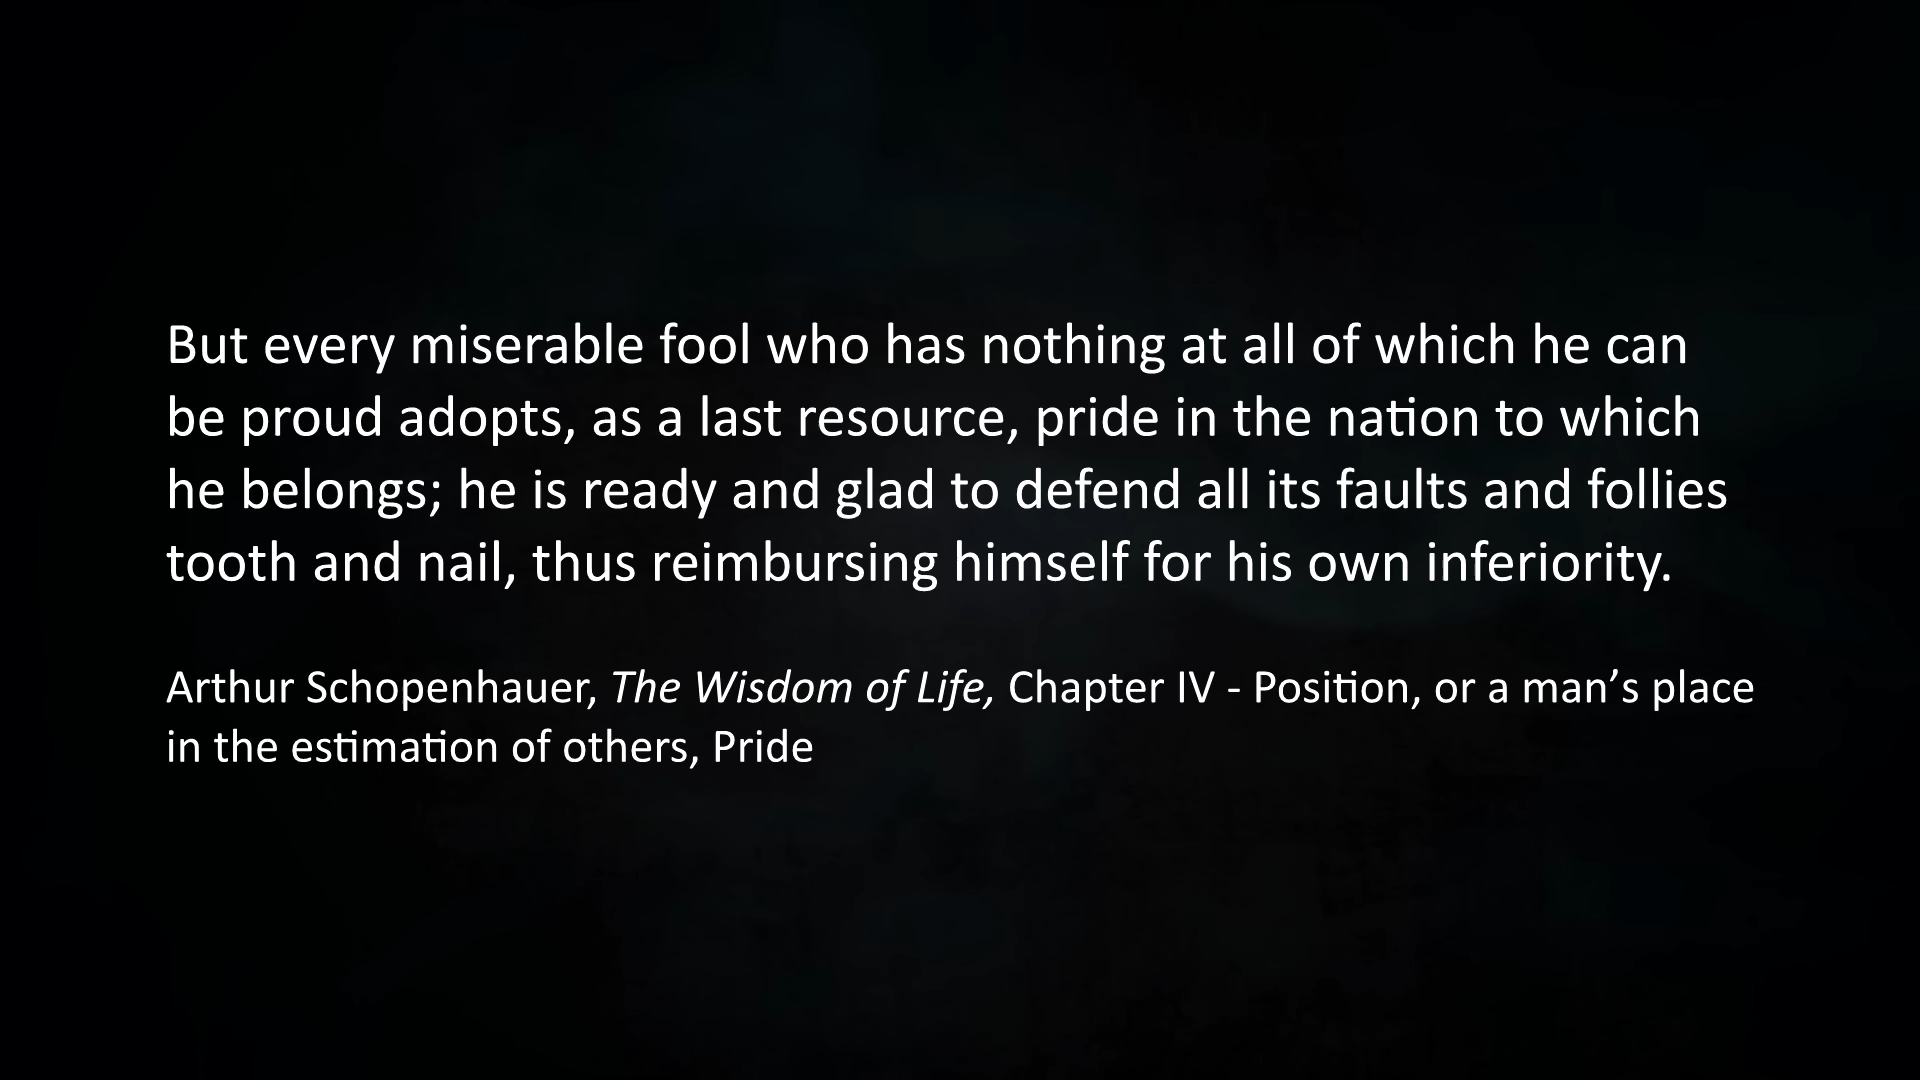 But every miserable fool who has nothing at all of which he can
be proud adopts, as a last resource, pride in the nation to which
he belongs; he is ready and glad to defend all its faults and follies
tooth and nail, thus reimbursing himself for his own inferiority.
Arthur Schopenhauer, The Wisdom of Life, Chapter IV - Position, or a man’s place
in the estimation of others, Pride